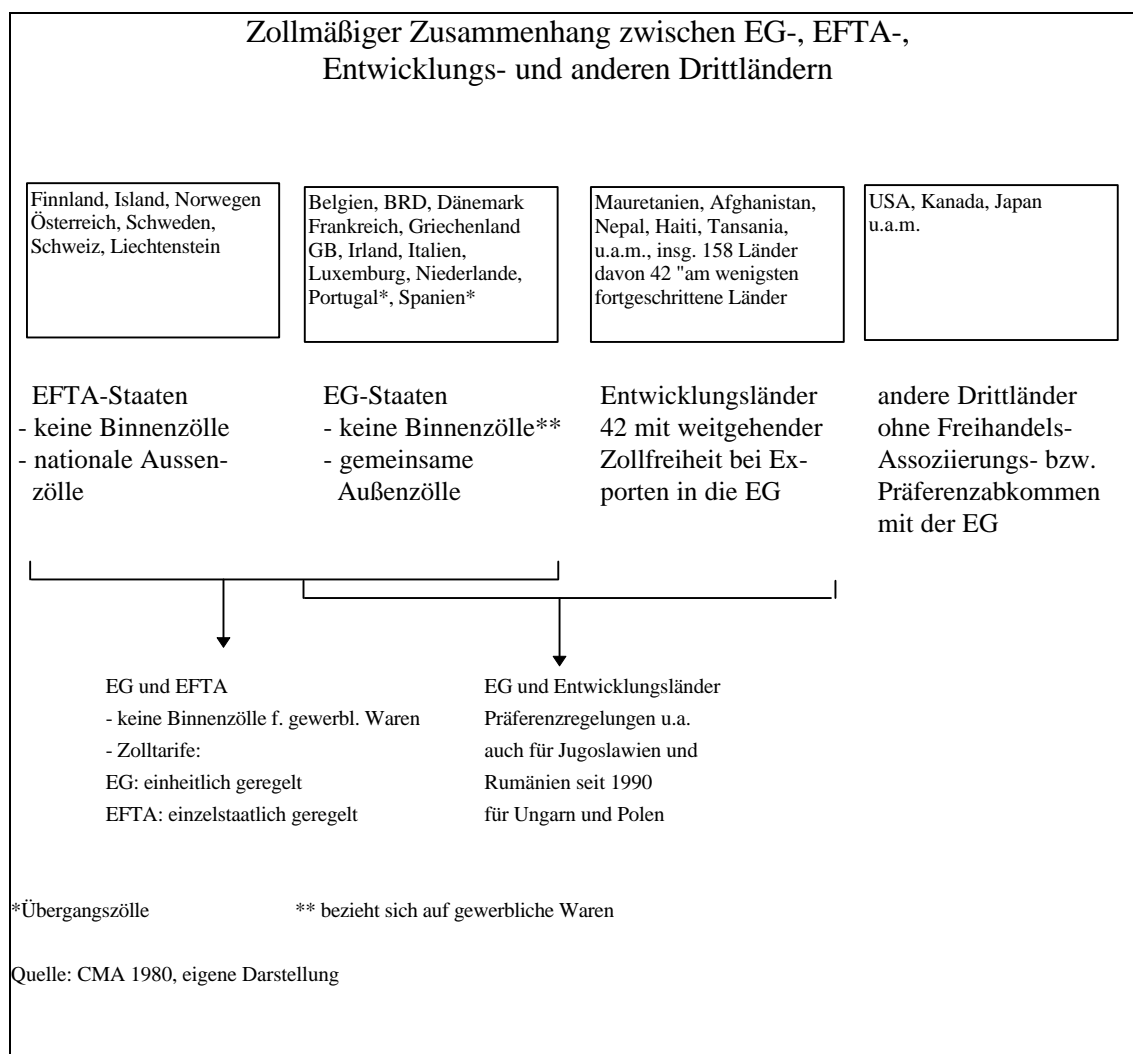 Zollmäßiger Zusammenhang zwischen EG-, EFTA-,
Entwicklungs- und anderen Drittländern
Finnland, Island, Norwegen
Österreich, Schweden,
Schweiz, Liechtenstein
Belgien, BRD, Dänemark
Frankreich, Griechenland
GB, Irland, Italien,
Luxemburg, Niederlande,
Portugal*, Spanien*
Mauretanien, Afghanistan,
Nepal, Haiti, Tansania,
u.a.m., insg. 158 Länder
davon 42 "am wenigsten
fortgeschrittene Länder
USA, Kanada, Japan
u.a.m.
EFTA-Staaten
- keine Binnenzölle
- nationale Aussen-
zölle
EG-Staaten
- keine Binnenzölle**
- gemeinsame
Außenzölle
Entwicklungsländer
42 mit weitgehender
Zollfreiheit bei Ex-
porten in die EG
andere Drittländer
ohne Freihandels-
Assoziierungs- bzw.
Präferenzabkommen
mit der EG
EG und EFTA
- keine Binnenzölle f. gewerbl. Waren
- Zolltarife:
EG: einheitlich geregelt
EFTA: einzelstaatlich geregelt
EG und Entwicklungsländer
Präferenzregelungen u.a.
auch für Jugoslawien und
Rumänien seit 1990
für Ungarn und Polen
*Übergangszölle
** bezieht sich auf gewerbliche Waren
Quelle: CMA 1980, eigene Darstellung